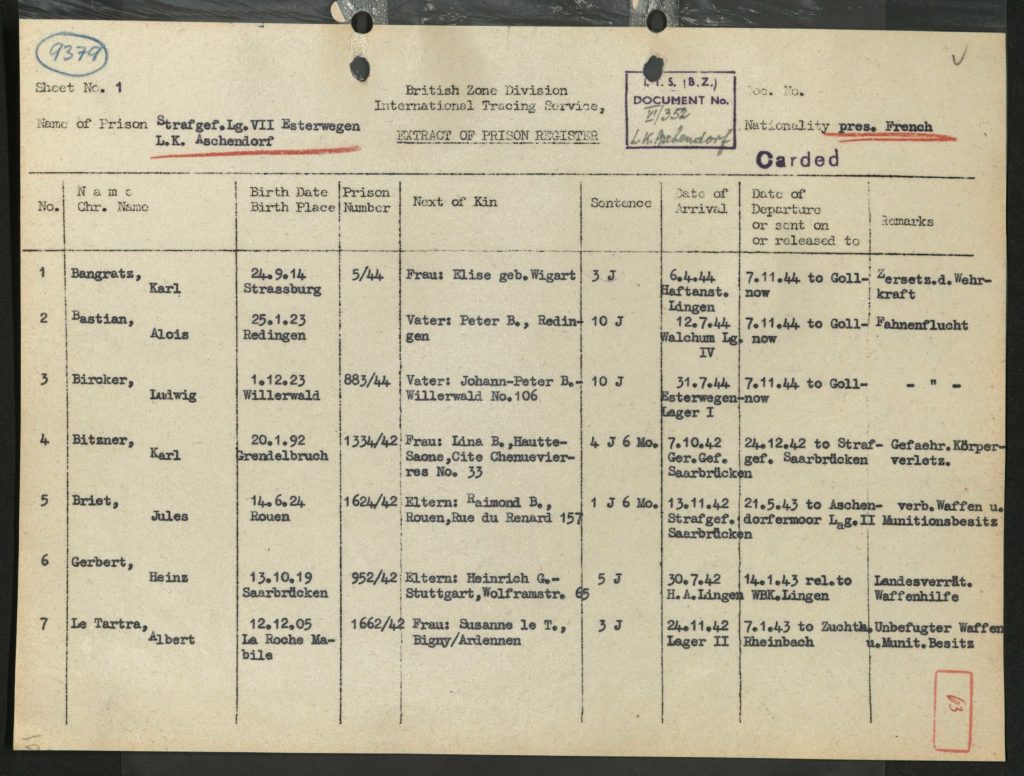 9379
Sheet No. 1
British Zone Division
International Tracing Service,
EXTRACT OF PRISON REGISTER
I.T.S. (B.Z.)
DOCUMENT No.
VI/352
L.K. Aschendorf
Doc. No.
Name of Prison Strafgef.Lg.VII Esterwegen
L.K. Aschendorf
Nationality pres. French
Carded
No. Name Chr. Name Birth Date Birth Place Prison Number Next of Kin Sentence Date of Arrival Date of Departure or sent on or released to Remarks
1 Bangratz, 24.9.14 5/44 Frau: Elise geb.Wigart 3 J 6.4.44 7.11.44 to Goll- Zersetz.d.Wehr-
Karl Strassburg Haftanst. now kraft
Lingen
2 Bastian, 25.1.23 Vater: Peter B., Redin- 10 J 12.7.44 7.11.44 to Goll- Fahnenflucht
Alois Redingen gen Walchum Lg. now
IV
3 Bircker, 1.12.23 883/44 Vater: Johann-Peter B.- 10 J 31.7.44 7.11.44 to Goll- - " -
Ludwig Willerwald Willerwald No.106 Esterwegen- now
Lager I
4 Bitzner, 20.1.92 1334/42 Frau: Lina B.,Hautte- 4 J 6 Mo. 7.10.42 24.12.42 to Straf- Gefaehr.Körper-
Karl Grendelbruch Saone,Cite Chenuevier- Ger.Gef. gef. Saarbrücken verletz.
res No. 33 Saarbrücken
5 Briet, 14.6.24 1624/42 Eltern: Raimond B., 1 J 6 Mo. 13.11.42 21.5.43 to Aschen- verb.Waffen u.
Jules Rouen Rouen,Rue du Renard 157 Strafgef. dorfermoor Lag.II Munitionsbesitz
Saarbrücken
6 Gerbert,
Heinz 13.10.19 952/42 Eltern: Heinrich G.- 5 J 30.7.42 14.1.43 rel.to Landesverrät.
Saarbrücken Stuttgart,Wolframstr. 65 H.A.Lingen WBK.Lingen Waffenhilfe
7 Le Tartra, 12.12.05 1662/42 Frau: Susanne le T., 3 J 24.11.42 7.1.43 to Zuchth. Unbefugter Waffen
Albert La Roche Ma- Bigny/Ardennen Lager II Rheinbach u.Munit.Besitz
bile
63